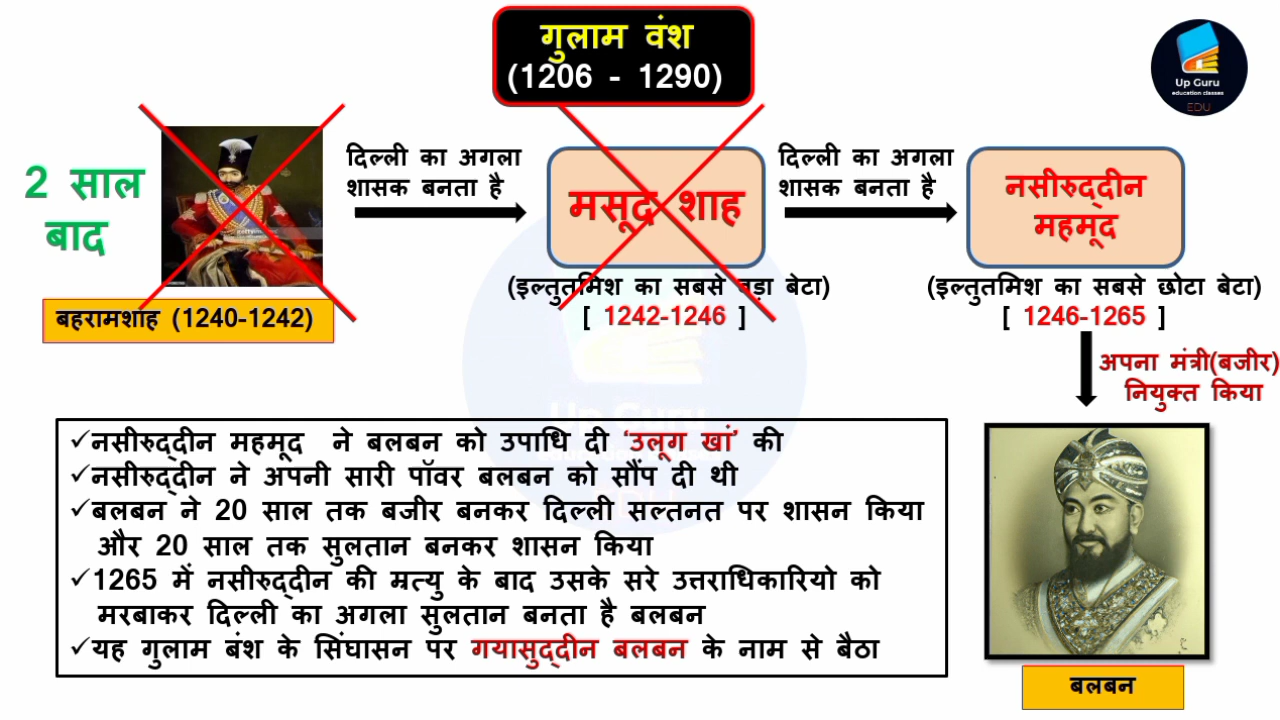 गुलाम वंश
(1206 - 1290)
Up Guru
education classes
EDU
2 साल
बाद
दिल्ली का अगला
शासक बनता है
मसूद शाह
दिल्ली का अगला
शासक बनता है
नसीरुद्दीन
महमूद
(इल्तुतमिश का सबसे बड़ा बेटा)
[ 1242-1246 ]
(इल्तुतमिश का सबसे छोटा बेटा)
[ 1246-1265 ]
बहरामशाह (1240-1242)
अपना मंत्री(बजीर)
नियुक्त किया
✓नसीरुद्दीन महमूद ने बलबन को उपाधि दी ‘उलूग खां’ की
✓नसीरुद्दीन ने अपनी सारी पॉवर बलबन को सौंप दी थी
✓बलबन ने 20 साल तक बजीर बनकर दिल्ली सल्तनत पर शासन किया
और 20 साल तक सुलतान बनकर शासन किया
✓1265 में नसीरुद्दीन की म्रत्यु के बाद उसके सरे उत्तराधिकारियो को
मरबाकर दिल्ली का अगला सुलतान बनता है बलबन
✓यह गुलाम बंश के सिंघासन पर गयासुद्दीन बलबन के नाम से बैठा
बलबन